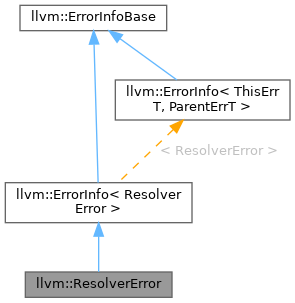 llvm::ErrorInfoBase
llvm::ErrorInfo< ThisErr
T, ParentErrT >
< ResolverError >
llvm::ErrorInfo< Resolver
Error >
llvm::ResolverError